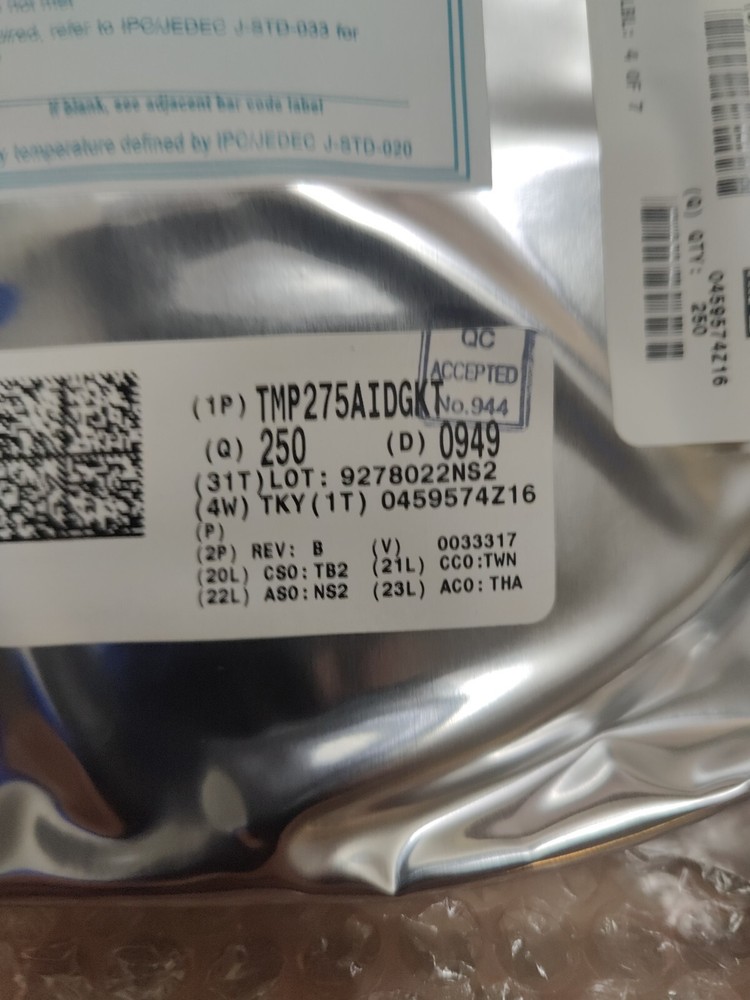 not met
refer to IPC/JEDEC J-STD-033 for
If blank, see adjacent bar code label
temperature defined by IPC/JEDEC J-STD-020
4 OF 7
(Q) QTY: 250
0459574Z16
QC
ACCEPTED
No.944
(1P) TMP275AIDGKT
(Q) 250 (D) 0949
(31T)LOT: 9278022NS2
(4W) TKY(1T) 0459574Z16
(P)
(2P) REV: B (V) 0033317
(20L) CSO:TB2 (21L) CCO:TWN
(22L) ASO:NS2 (23L) ACO:THA